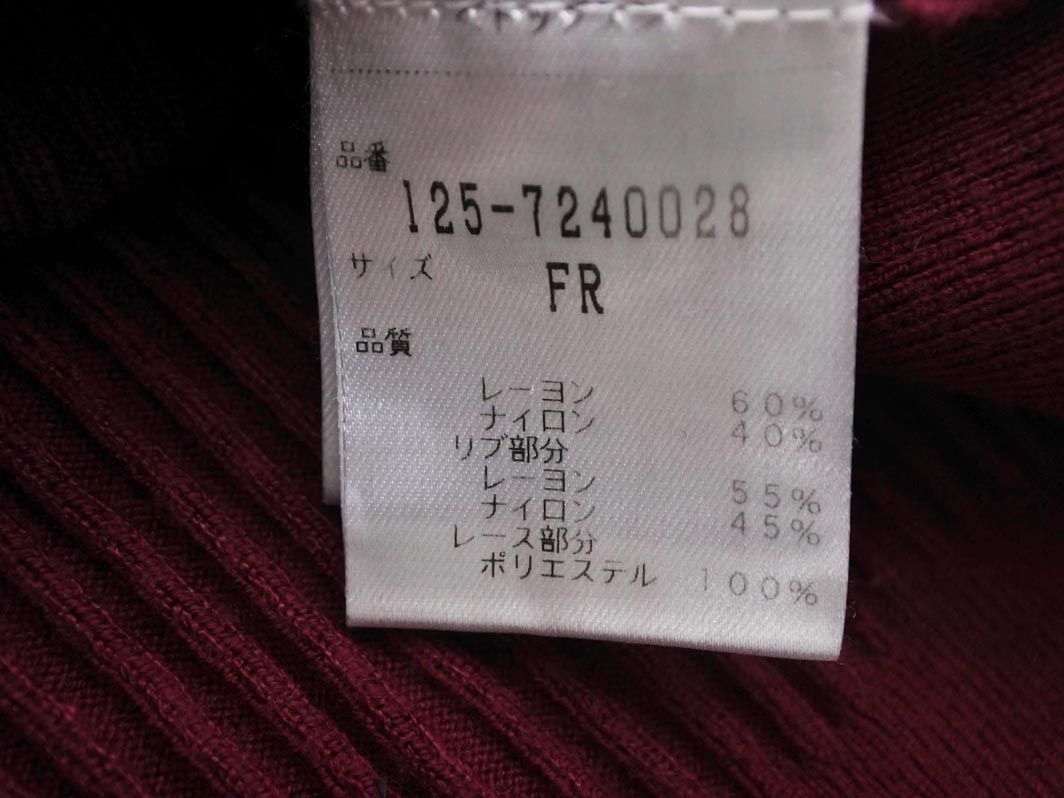 品番
125-7240028
サイズ FR
品質
レーヨン 60%
ナイロン 40%
リブ部分
レーヨン 55%
ナイロン 45%
レース部分
ポリエステル 100%